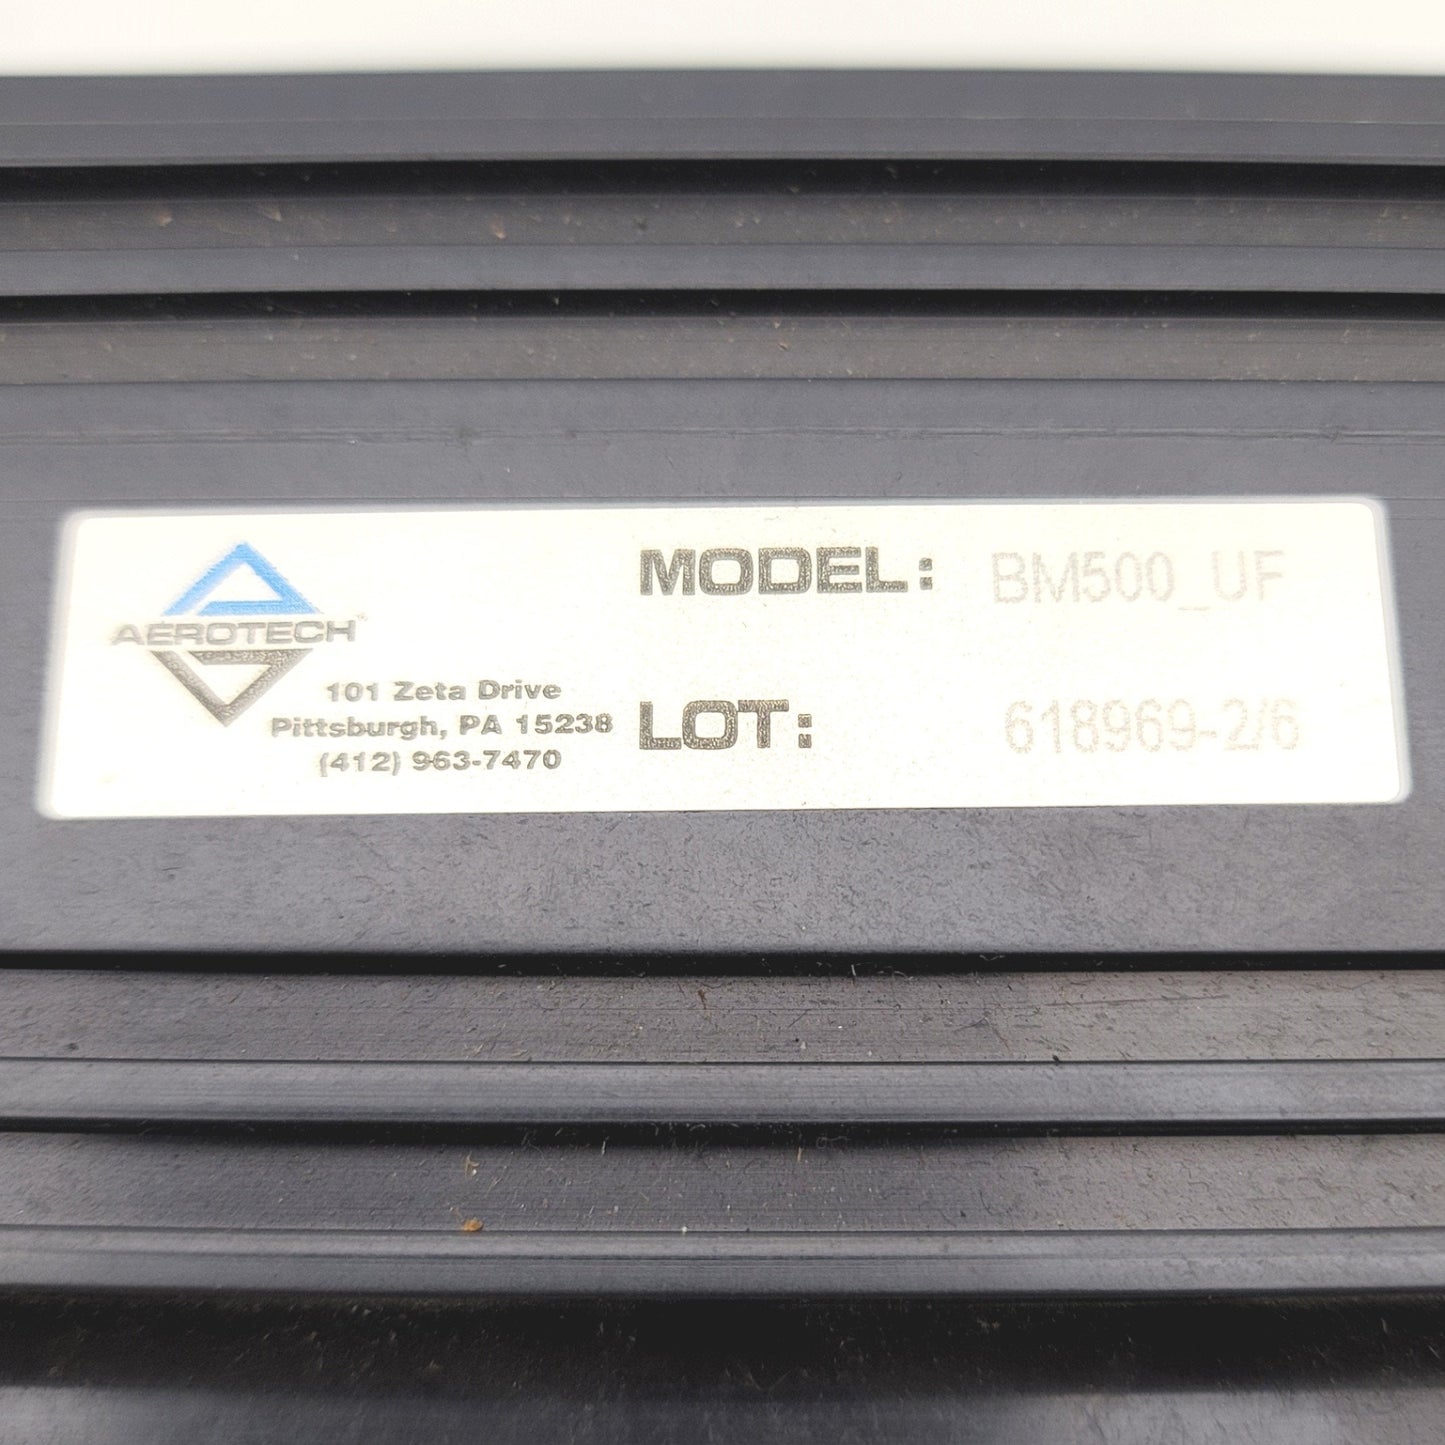 AEROTECH
101 Zeta Drive
Pittsburgh, PA 15238
(412) 963-7470
MODEL: BM500_UF
LOT: 618969-2/6